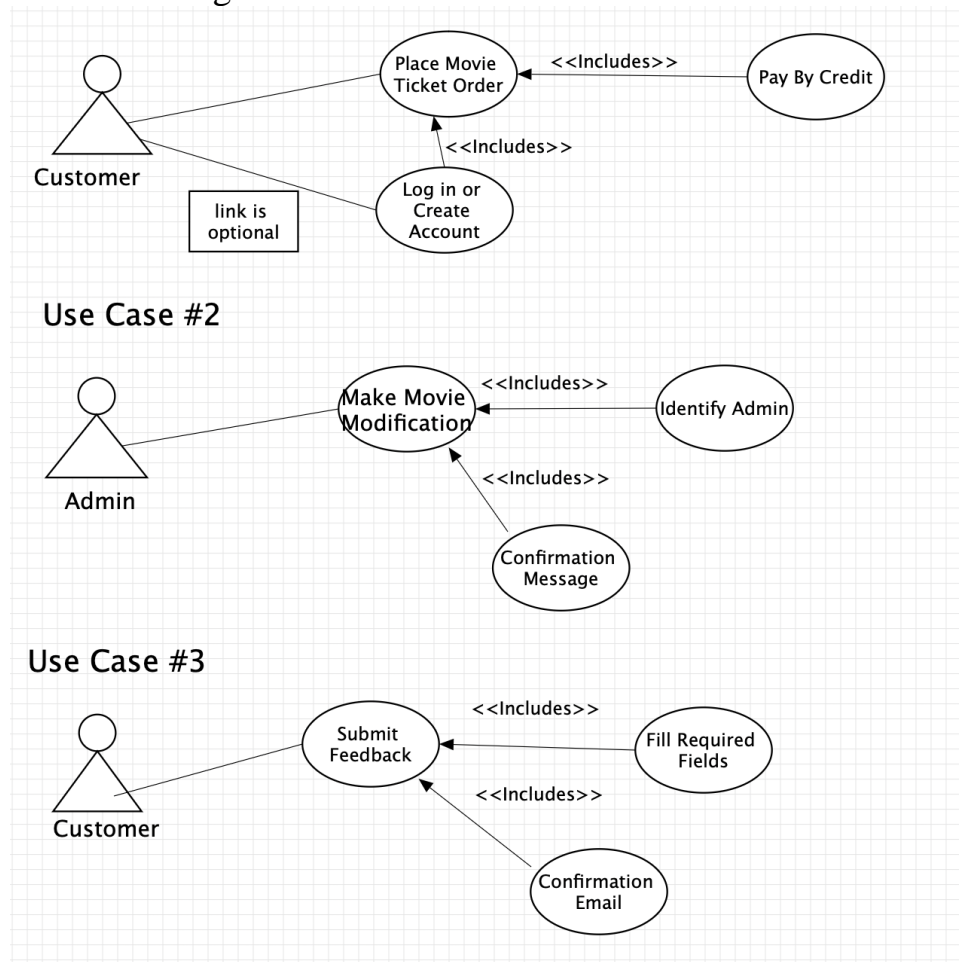 Place Movie
Ticket Order
<<Includes>>
Pay By Credit
<<Includes>>
Customer
link is
optional
Log in or
Create
Account
Use Case #2
Make Movie
Modification
<<Includes>>
Identify Admin
<<Includes>>
Admin
Confirmation
Message
Use Case #3
Submit
Feedback
<<Includes>>
Fill Required
Fields
<<Includes>>
Customer
Confirmation
Email